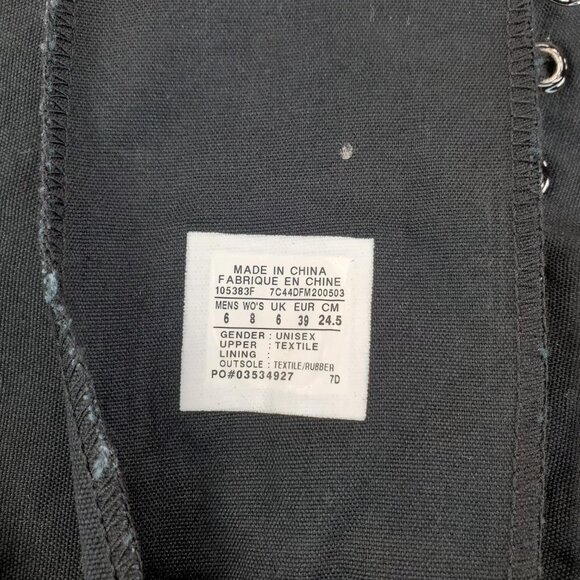 MADE IN CHINA
FABRIQUE EN CHINE
105383F 7C44DFM200503
MENS WO'S UK EUR CM
6 8 6 39 24.5
GENDER : UNISEX
UPPER : TEXTILE
LINING :
OUTSOLE : TEXTILE/RUBBER
PO#03534927 7D